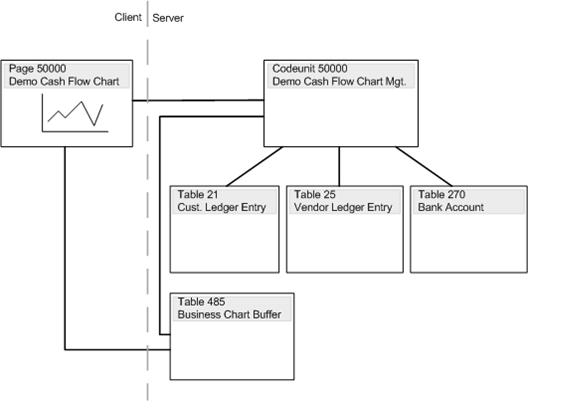 Client
Server
Page 50000
Demo Cash Flow Chart
Codeunit 50000
Demo Cash Flow Chart Mgt.
Table 21
Cust. Ledger Entry
Table 25
Vendor Ledger Entry
Table 270
Bank Account
Table 485
Business Chart Buffer